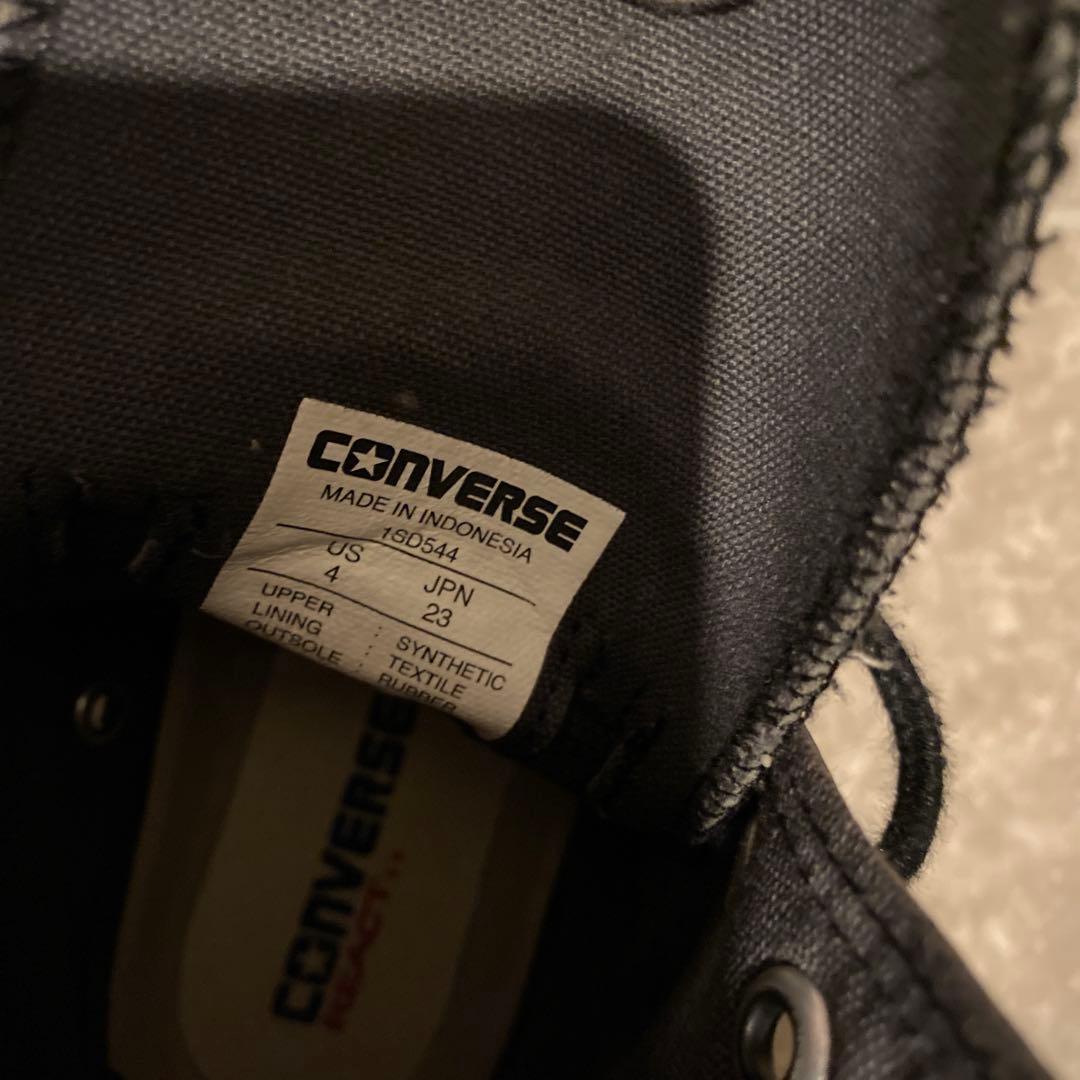 CONVERSE
MADE IN INDONESIA
1SD544
US JPN
4 23
UPPER : SYNTHETIC
LINING : TEXTILE
OUTSOLE : RUBBER
CONVERSE
REACT